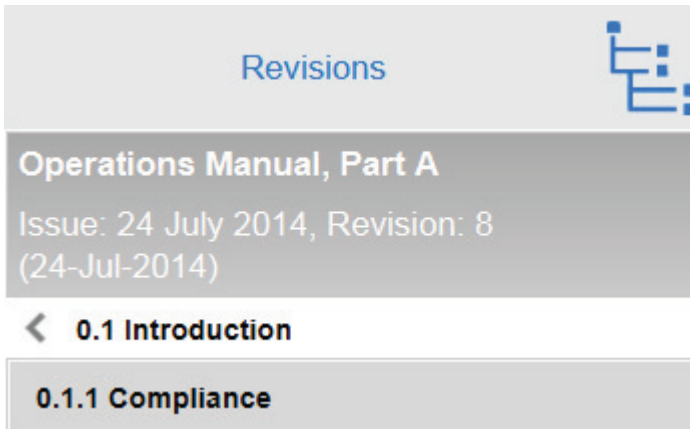 Revisions
Operations Manual, Part A
Issue: 24 July 2014, Revision: 8
(24-Jul-2014)
0.1 Introduction
0.1.1 Compliance